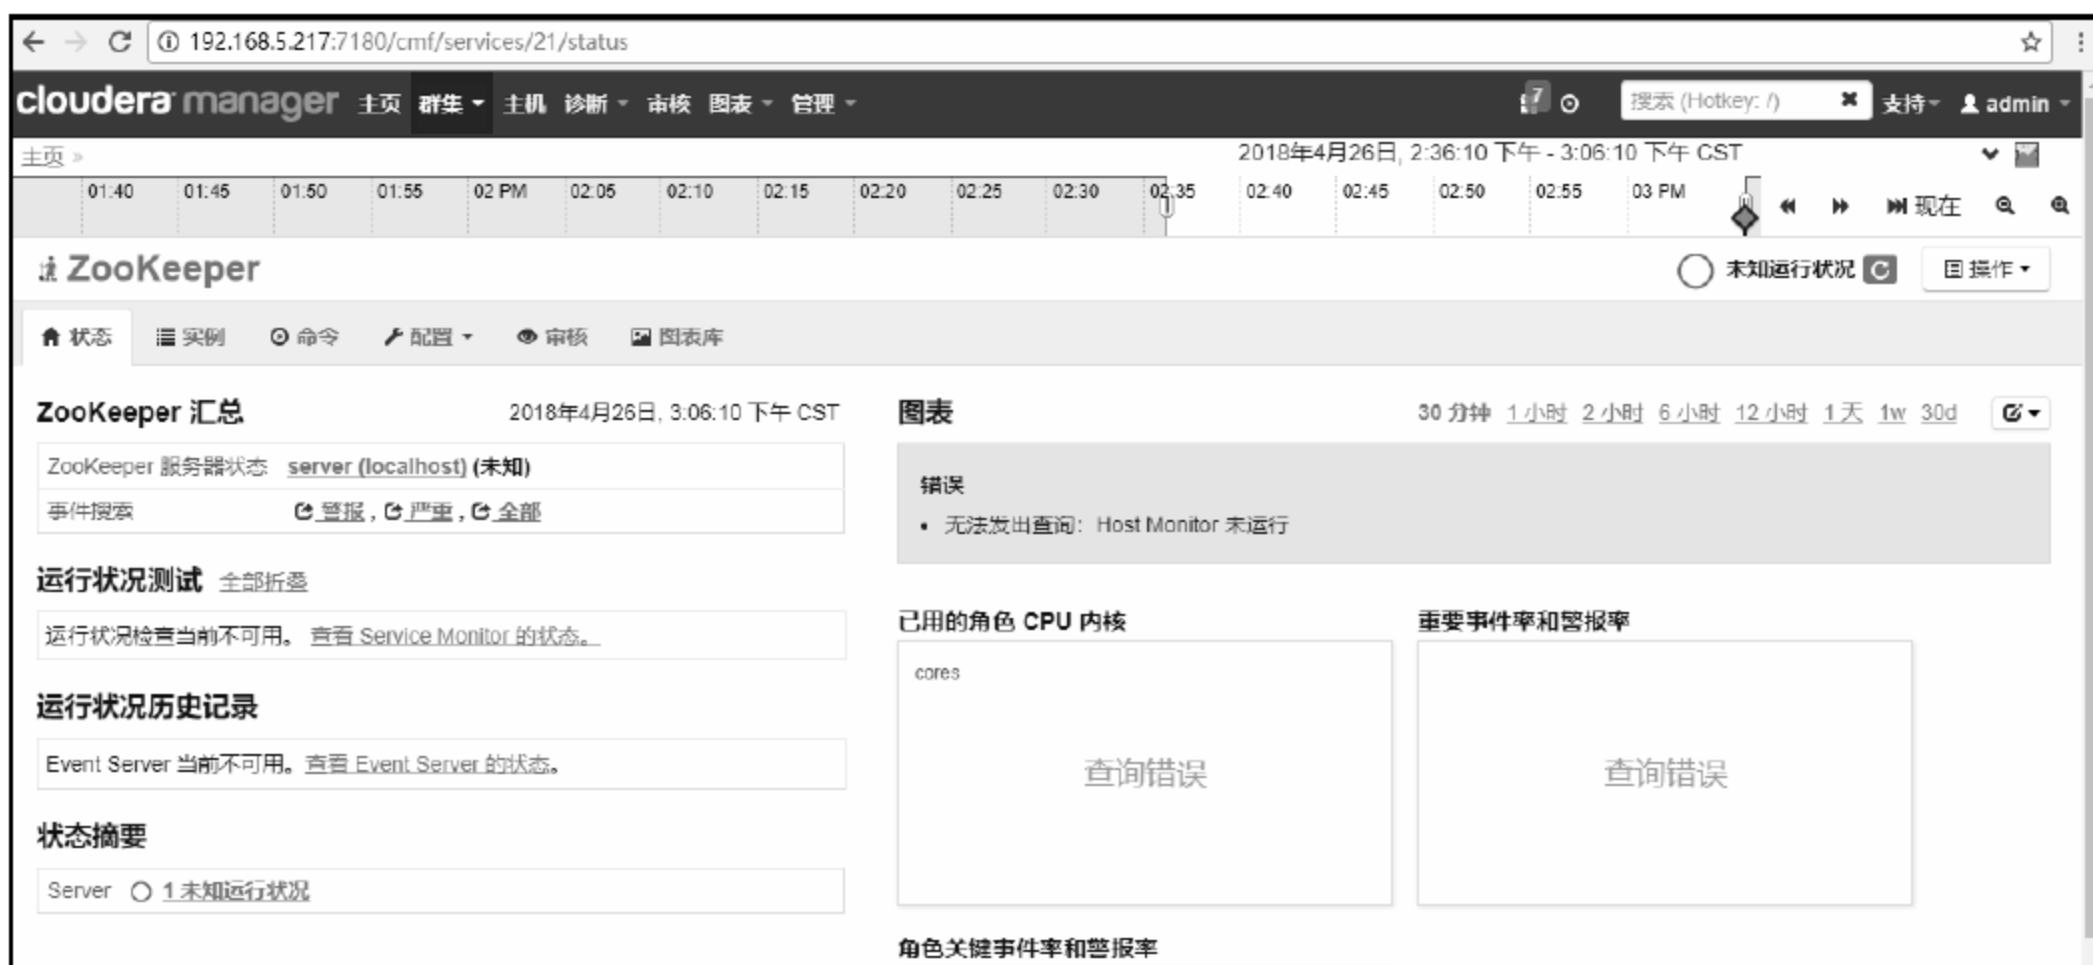 192.168.5.217:7180/cmf/services/21/status
cloudera manager 主页 群集 主机 诊断 审核 图表 管理 7 搜索 (Hotkey: /) 支持 admin
主页 » 2018年4月26日, 2:36:10 下午 - 3:06:10 下午 CST
01:40 01:45 01:50 01:55 02 PM 02:05 02:10 02:15 02:20 02:25 02:30 02:35 02:40 02:45 02:50 02:55 03 PM 现在
ZooKeeper 未知运行状况 操作
状态 实例 命令 配置 审核 图表库
ZooKeeper 汇总 2018年4月26日, 3:06:10 下午 CST
ZooKeeper 服务器状态 server (localhost) (未知)
事件搜索 警报 , 严重 , 全部
运行状况测试 全部折叠
运行状况检查当前不可用。 查看 Service Monitor 的状态。
运行状况历史记录
Event Server 当前不可用。查看 Event Server 的状态。
状态摘要
Server 1 未知运行状况
图表 30 分钟 1 小时 2 小时 6 小时 12 小时 1 天 1w 30d
错误
• 无法发出查询：Host Monitor 未运行
已用的角色 CPU 内核 重要事件率和警报率
cores
查询错误 查询错误
角色关键事件率和警报率